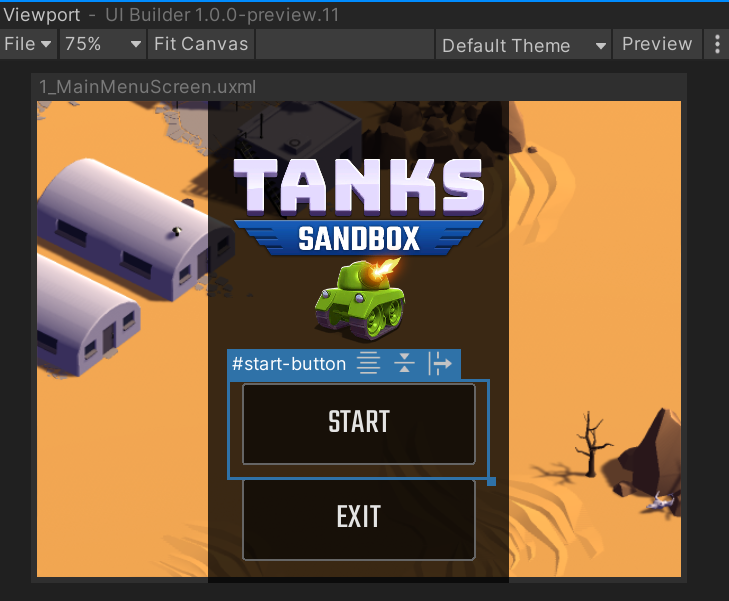 Viewport - UI Builder 1.0.0-preview.11
File 75% Fit Canvas Default Theme Preview
1_MainMenuScreen.uxml
TANKS
SANDBOX
#start-button
START
EXIT